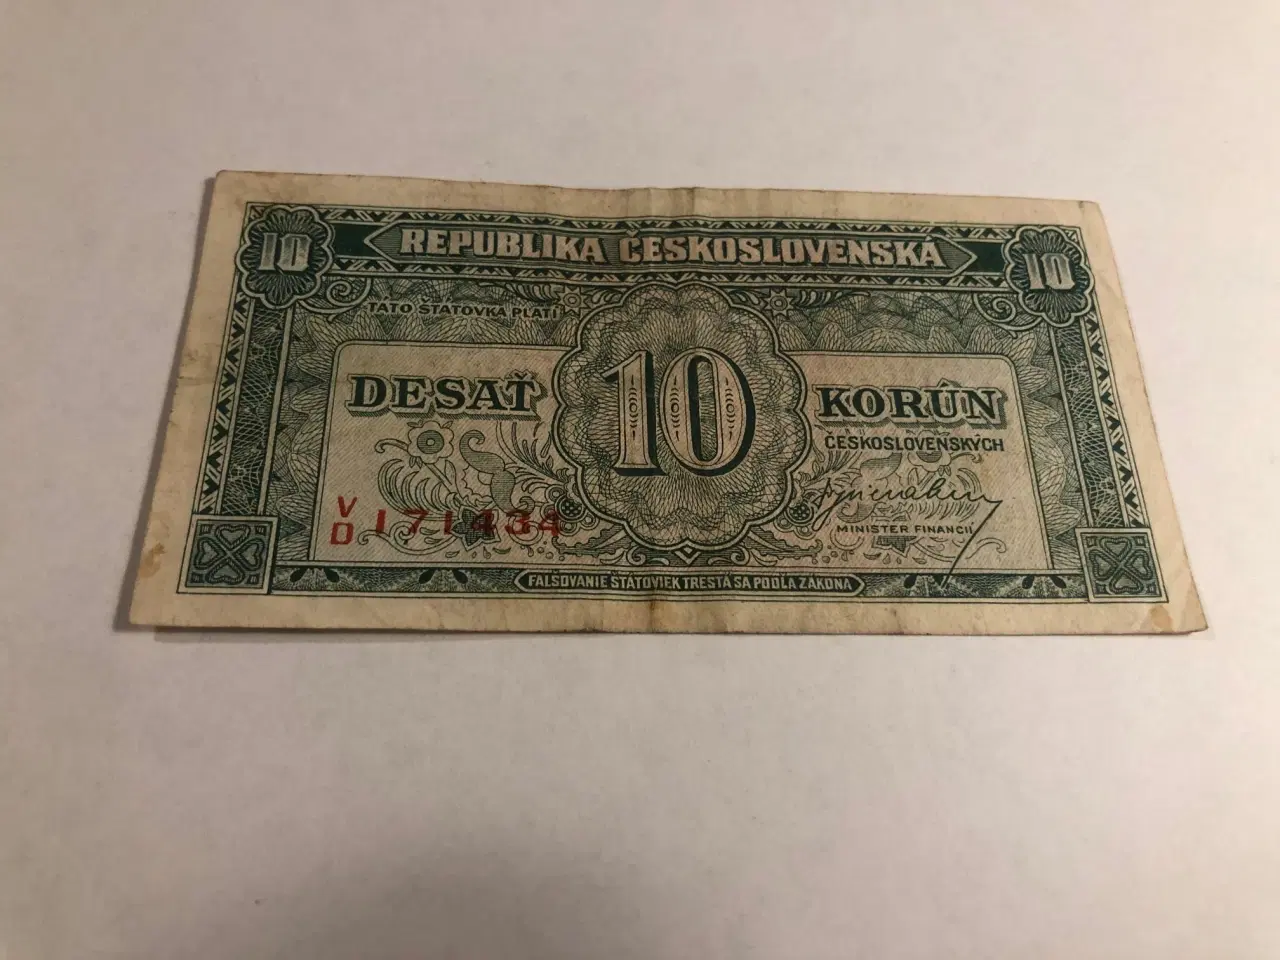 10 REPUBLIKA ČESKOSLOVENSKÁ 10
TÁTO ŠTÁTOVKA PLATÍ
DESAŤ 10 KORÚN
ČESKOSLOVENSKÝCH
V
D 171434
MINISTER FINANCIÍ
FALŠOVANIE ŠTÁTOVIEK TRESTÁ SA PODĽA ZÁKONA